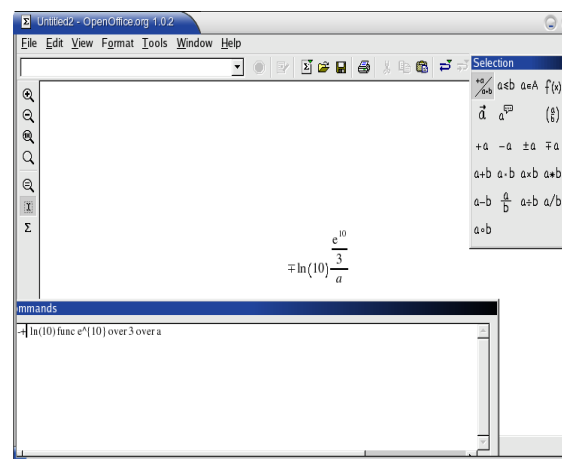 Untitled2 - OpenOffice.org 1.0.2
File Edit View Format Tools Window Help
Selection
+a a∘b a≤b a∈A f(x)
a⃗ a (a b)
+a -a ±a ∓a
a+b a·b a×b a*b
a-b a/b a÷b a/b
a∘b
∓ ln(10) e^10/3/a
ommands
-+ ln(10) func e^{10} over 3 over a